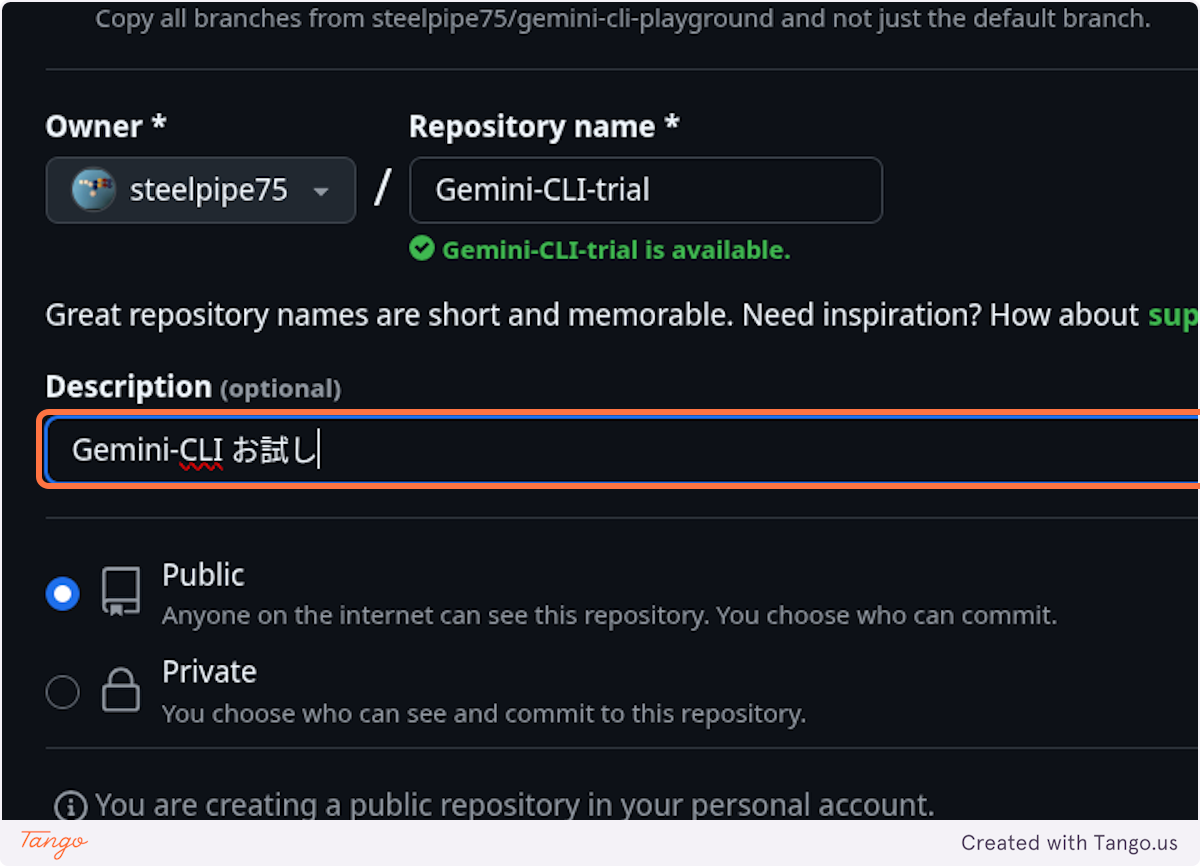 Copy all branches from steelpipe75/gemini-cli-playground and not just the default branch.
Owner * Repository name *
steelpipe75 / Gemini-CLI-trial
Gemini-CLI-trial is available.
Great repository names are short and memorable. Need inspiration? How about sup
Description (optional)
Gemini-CLI お試し
Public
Anyone on the internet can see this repository. You choose who can commit.
Private
You choose who can see and commit to this repository.
You are creating a public repository in your personal account.
Tango Created with Tango.us